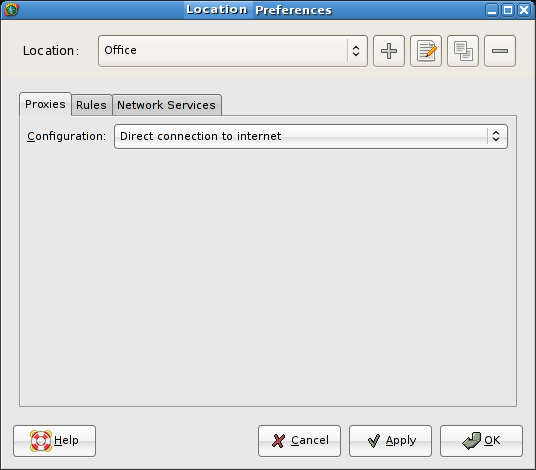 Location Preferences
Location: Office
Proxies Rules Network Services
Configuration: Direct connection to internet
Help Cancel Apply OK